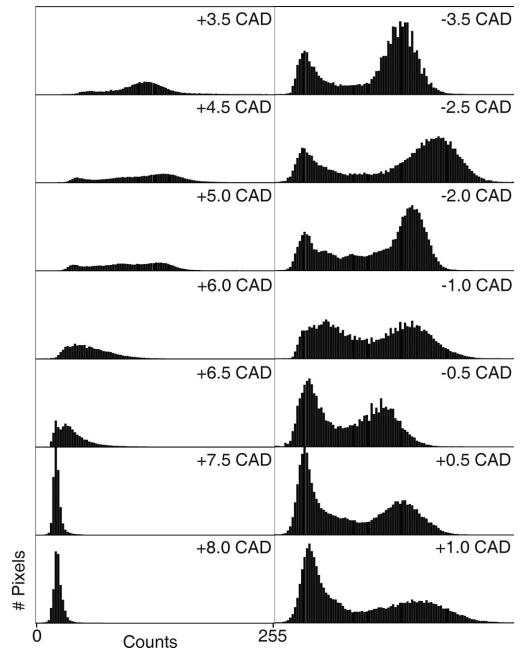 +3.5 CAD
-3.5 CAD
+4.5 CAD
-2.5 CAD
+5.0 CAD
-2.0 CAD
+6.0 CAD
-1.0 CAD
+6.5 CAD
-0.5 CAD
+7.5 CAD
+0.5 CAD
+8.0 CAD
+1.0 CAD
# Pixels
0
255
Counts